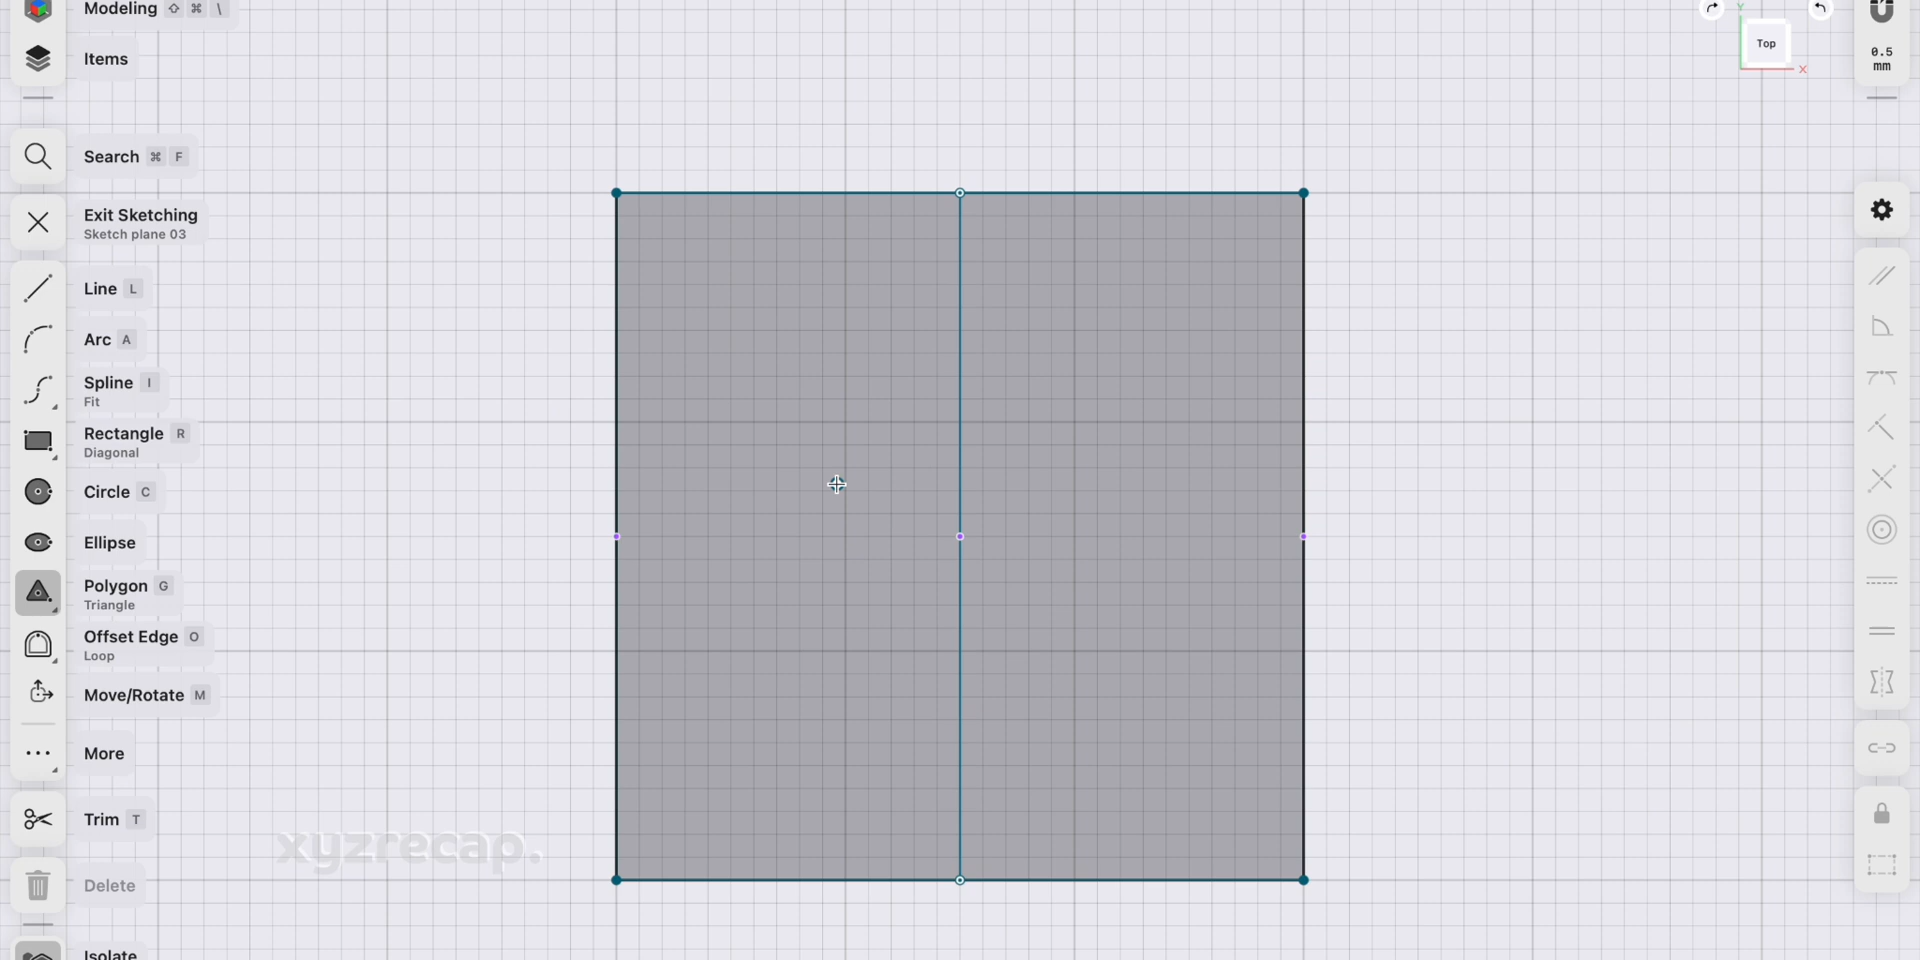 Modeling ⇧ ⌘ \
Items
Search ⌘ F
Exit Sketching
Sketch plane 03
Line L
Arc A
Spline I
Fit
Rectangle R
Diagonal
Circle C
Ellipse
Polygon G
Triangle
Offset Edge O
Loop
Move/Rotate M
More
Trim T
Delete
Isolate
xyzrecap.
Y
Top
X
0.5
mm